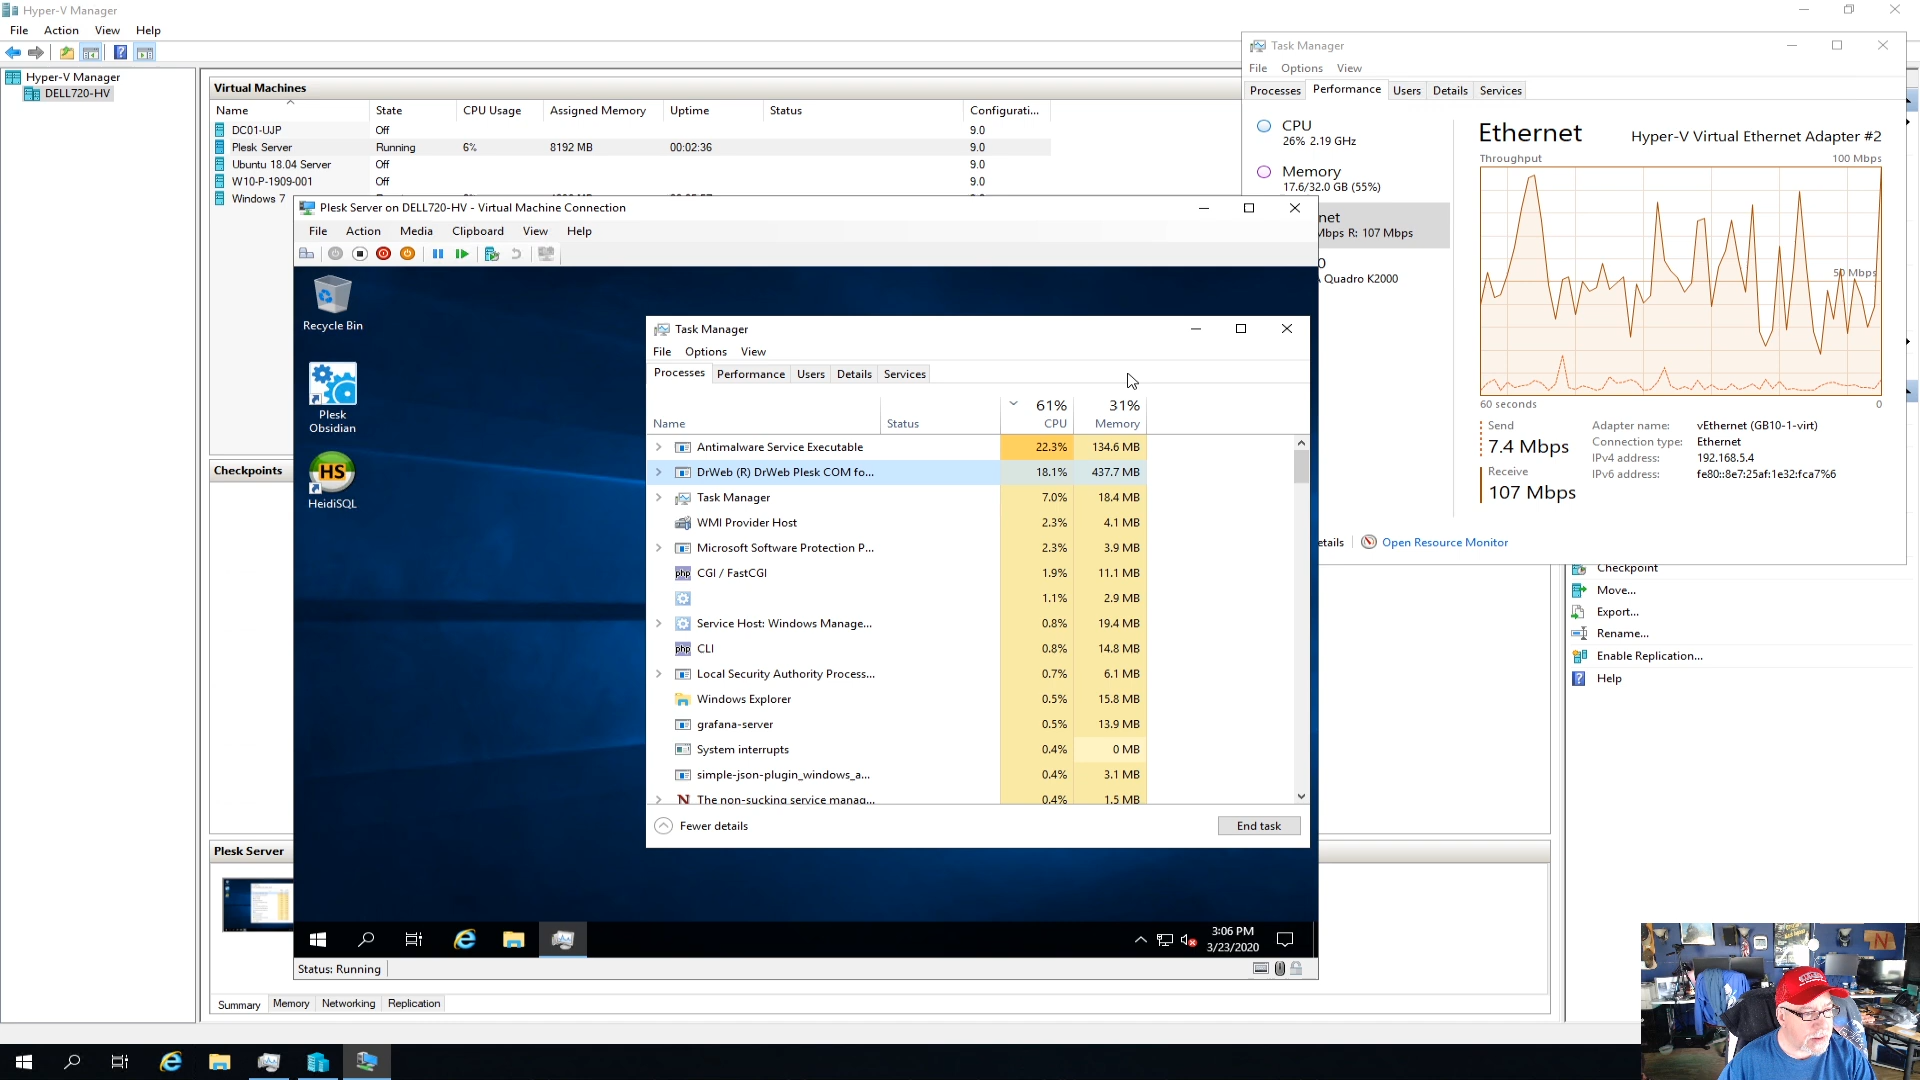 Hyper-V Manager
File Action View Help
Hyper-V Manager
DELL720-HV
Virtual Machines
Name State CPU Usage Assigned Memory Uptime Status Configurati...
DC01-UJP Off 9.0
Plesk Server Running 6% 8192 MB 00:02:36 9.0
Ubuntu 18.04 Server Off 9.0
W10-P-1909-001 Off 9.0
Windows 7
Checkpoints
Plesk Server
Summary Memory Networking Replication
Plesk Server on DELL720-HV - Virtual Machine Connection
File Action Media Clipboard View Help
Recycle Bin
Plesk
Obsidian
HS
HeidiSQL
Task Manager
File Options View
Processes Performance Users Details Services
61% 31%
Name Status CPU Memory
Antimalware Service Executable 22.3% 134.6 MB
DrWeb (R) DrWeb Plesk COM fo... 18.1% 437.7 MB
Task Manager 7.0% 18.4 MB
WMI Provider Host 2.3% 4.1 MB
Microsoft Software Protection P... 2.3% 3.9 MB
php CGI / FastCGI 1.9% 11.1 MB
1.1% 2.9 MB
Service Host: Windows Manage... 0.8% 19.4 MB
php CLI 0.8% 14.8 MB
Local Security Authority Process... 0.7% 6.1 MB
Windows Explorer 0.5% 15.8 MB
grafana-server 0.5% 13.9 MB
System interrupts 0.4% 0 MB
simple-json-plugin_windows_a... 0.4% 3.1 MB
N The non-sucking service manag... 0.4% 1.5 MB
Fewer details End task
3:06 PM
3/23/2020
Status: Running
Task Manager
File Options View
Processes Performance Users Details Services
CPU
26% 2.19 GHz
Memory
17.6/32.0 GB (55%)
net
Mbps R: 107 Mbps
0
Quadro K2000
Ethernet Hyper-V Virtual Ethernet Adapter #2
Throughput 100 Mbps
50 Mbps
60 seconds 0
Send
7.4 Mbps
Receive
107 Mbps
Adapter name: vEthernet (GB10-1-virt)
Connection type: Ethernet
IPv4 address: 192.168.5.4
IPv6 address: fe80::8e7:25af:1e32:fca7%6
etails Open Resource Monitor
Checkpoint
Move...
Export...
Rename...
Enable Replication...
Help